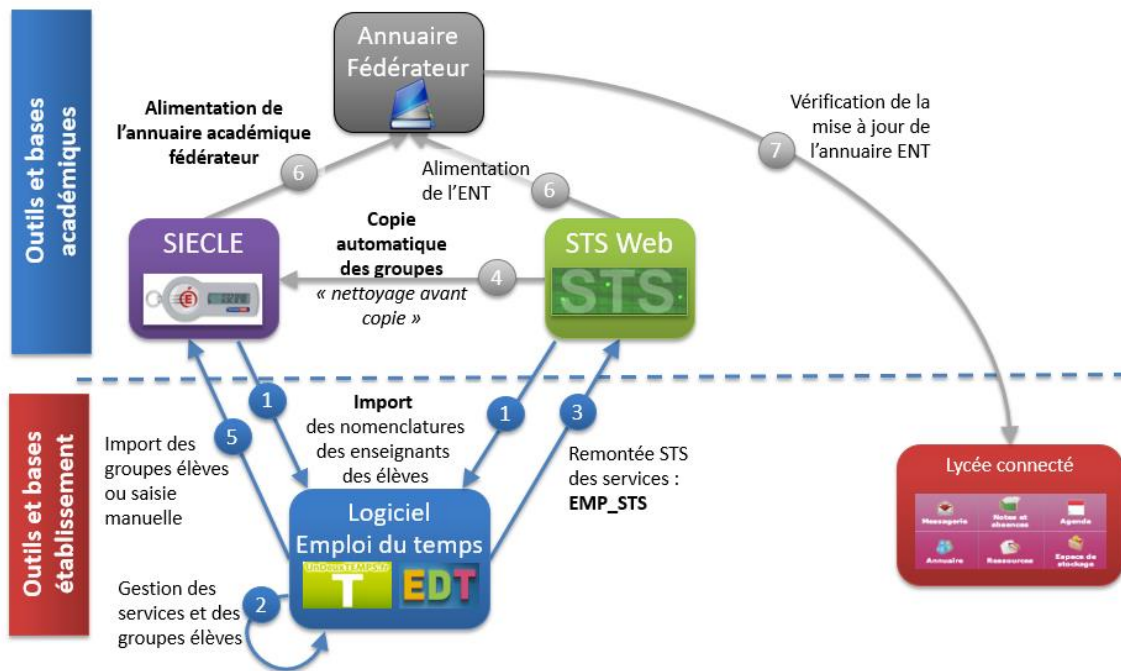 Outils et bases
académiques
Annuaire
Fédérateur
Alimentation de
l'annuaire académique
fédérateur
6
Alimentation
de l'ENT
6
Vérification de la
mise à jour de
l'annuaire ENT
7
SIECLE
Copie
automatique
des groupes
« nettoyage avant
copie »
4
STS Web
STS
Outils et bases
établissement
1
Import
des nomenclatures
des enseignants
des élèves
1
3
5
Import des
groupes élèves
ou saisie
manuelle
Remontée STS
des services :
EMP_STS
Logiciel
Emploi du temps
UnDeuxTEMPS.fr
T
EDT
Gestion des
services et des
groupes élèves
2
Lycée connecté
Messagerie
Notes et
absences
Agenda
Annuaire
Ressources
Espace de
stockage